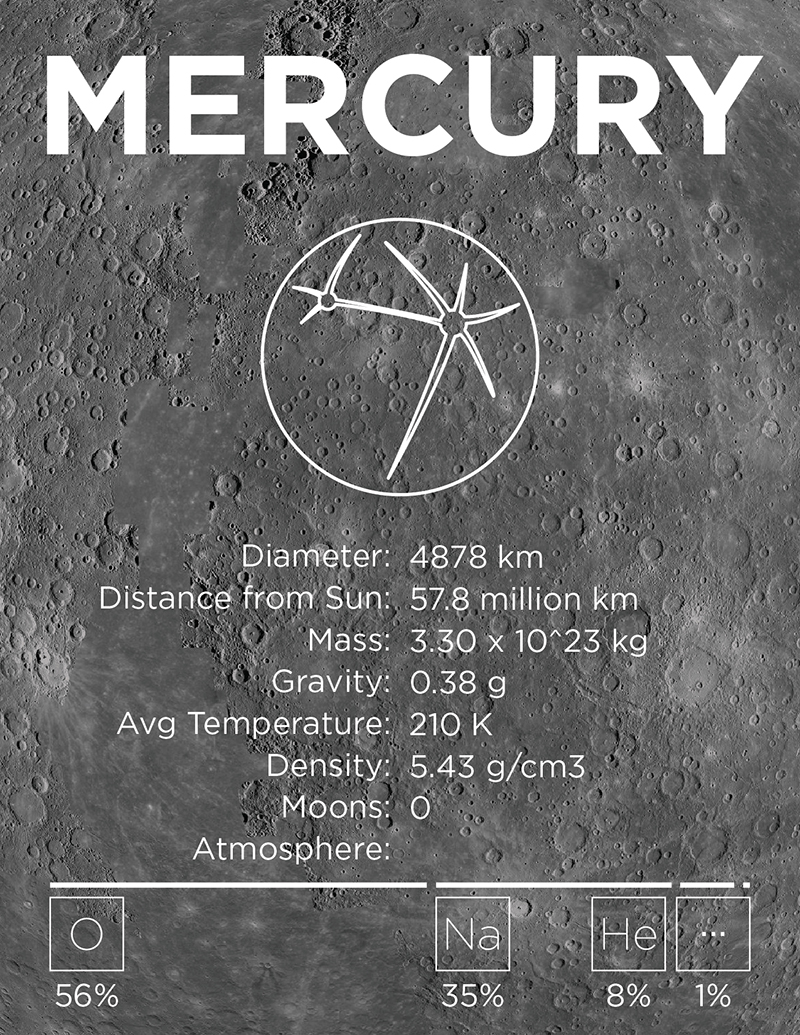 MERCURY
Diameter: 4878 km
Distance from Sun: 57.8 million km
Mass: 3.30 x 10^23 kg
Gravity: 0.38 g
Avg Temperature: 210 K
Density: 5.43 g/cm3
Moons: 0
Atmosphere:
O Na He ...
56% 35% 8% 1%